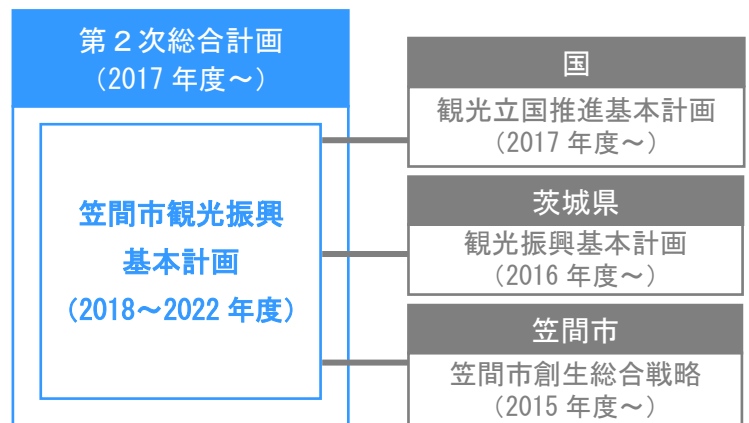 第２次総合計画
（2017 年度～）
笠間市観光振興
基本計画
（2018～2022 年度）
国
観光立国推進基本計画
（2017 年度～）
茨城県
観光振興基本計画
（2016 年度～）
笠間市
笠間市創生総合戦略
（2015 年度～）